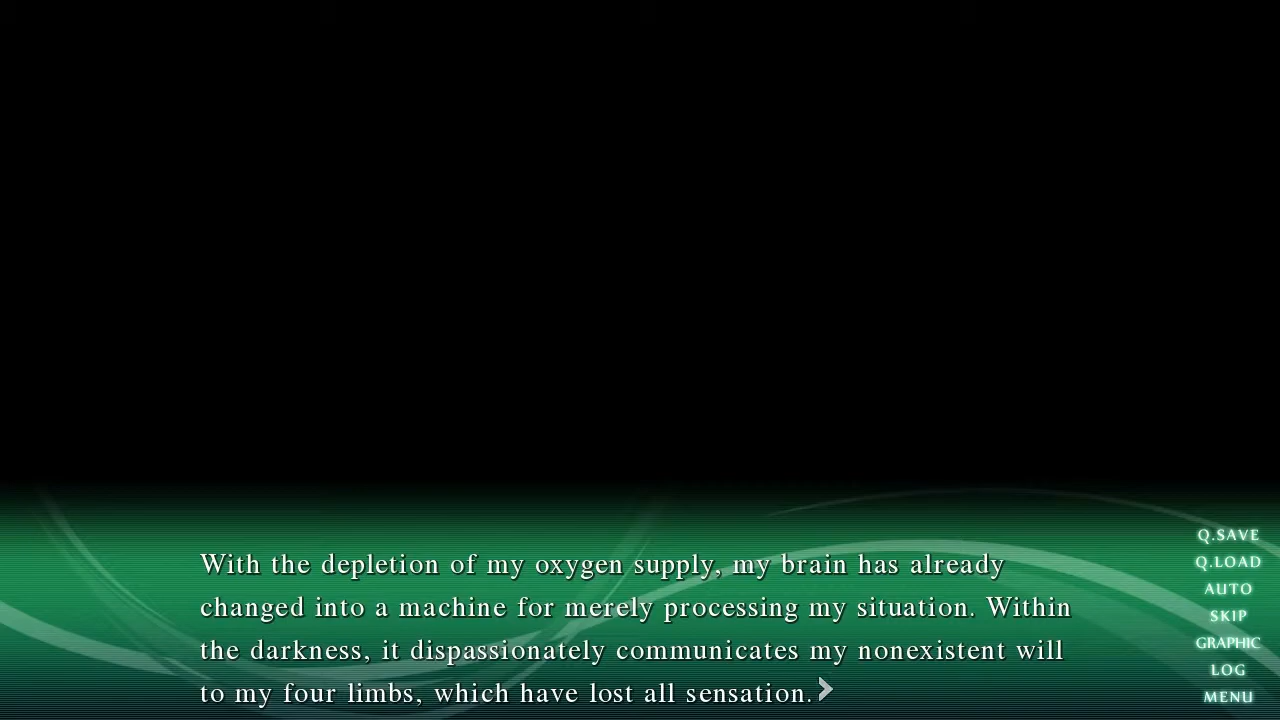 With the depletion of my oxygen supply, my brain has already
changed into a machine for merely processing my situation. Within
the darkness, it dispassionately communicates my nonexistent will
to my four limbs, which have lost all sensation.
Q.SAVE
Q.LOAD
AUTO
SKIP
GRAPHIC
LOG
MENU